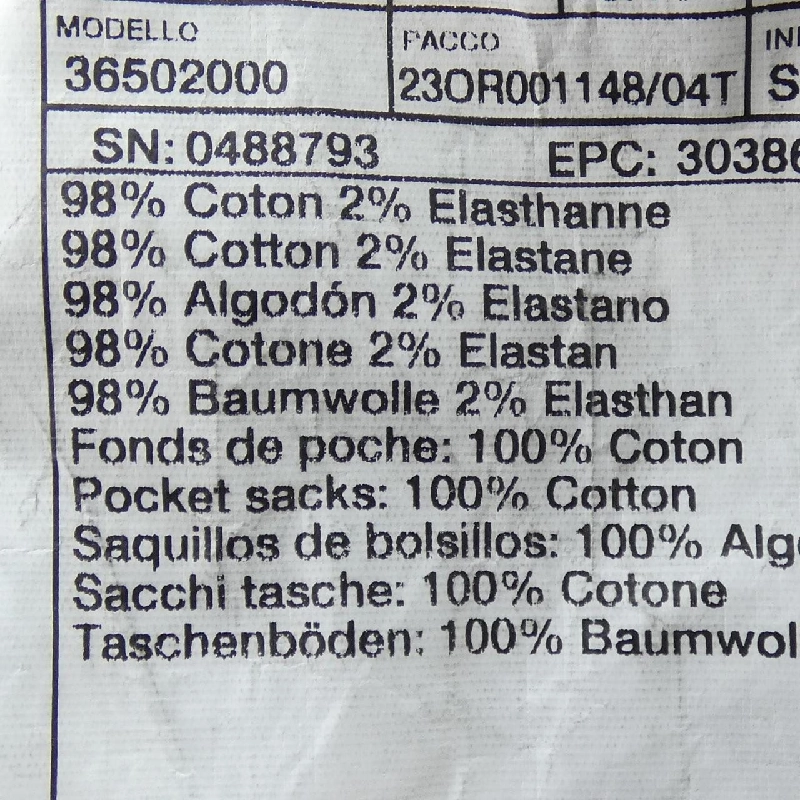 MODELLO PACCO
36502000 23OR001148/04T
SN: 0488793 EPC:
98% Coton 2% Elasthanne
98% Cotton 2% Elastane
98% Algodón 2% Elastano
98% Cotone 2% Elastan
98% Baumwolle 2% Elasthan
Fonds de poche: 100% Coton
Pocket sacks: 100% Cotton
Saquillos de bolsillos: 100%
Sacchi tasche: 100% Cotone
Taschenböden: 100%